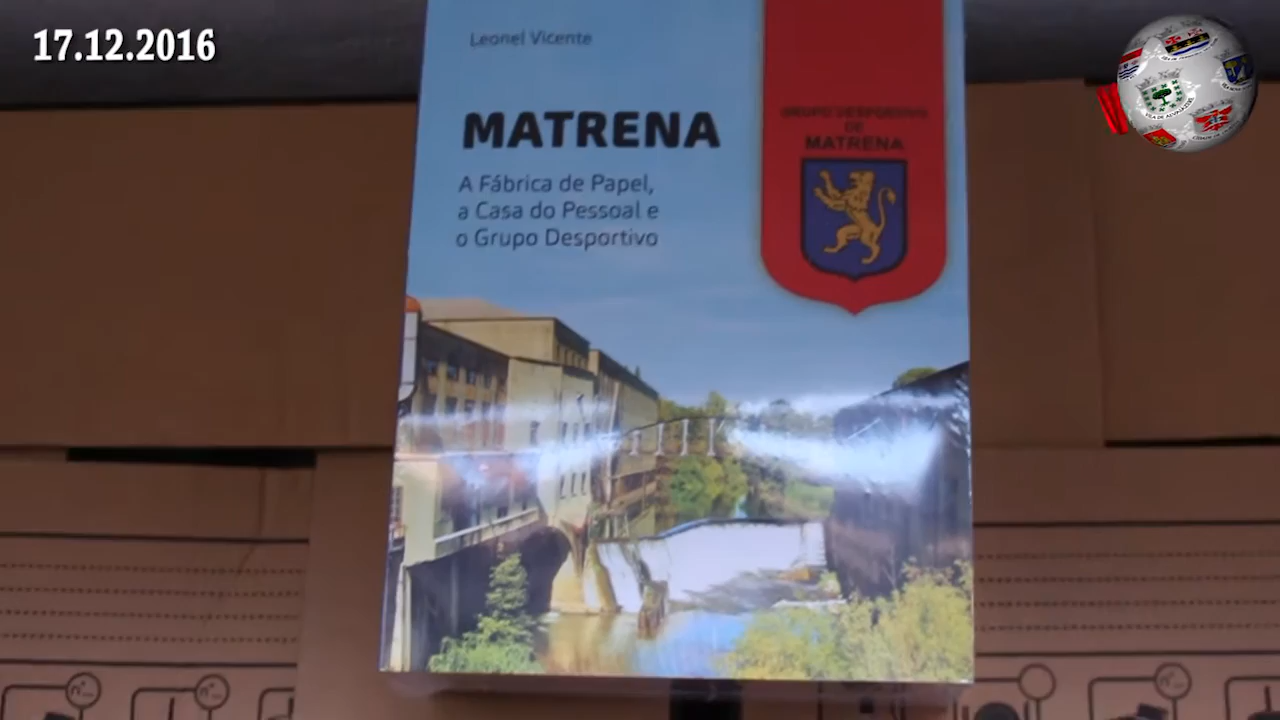 17.12.2016
Leonel Vicente
MATRENA
A Fábrica de Papel,
a Casa do Pessoal e
o Grupo Desportivo
GRUPO DESPORTIVO
DE
MATRENA